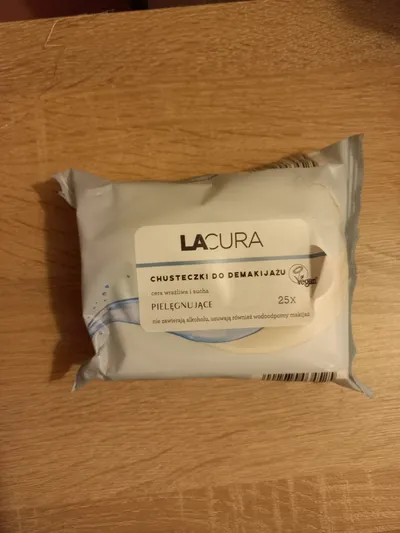 LACURA
CHUSTECZKI DO DEMAKIJAŻU
cera wrażliwa i sucha
Vegan
PIELĘGNUJĄCE
25x
nie zawierają alkoholu, usuwają również wodoodporny makijaż